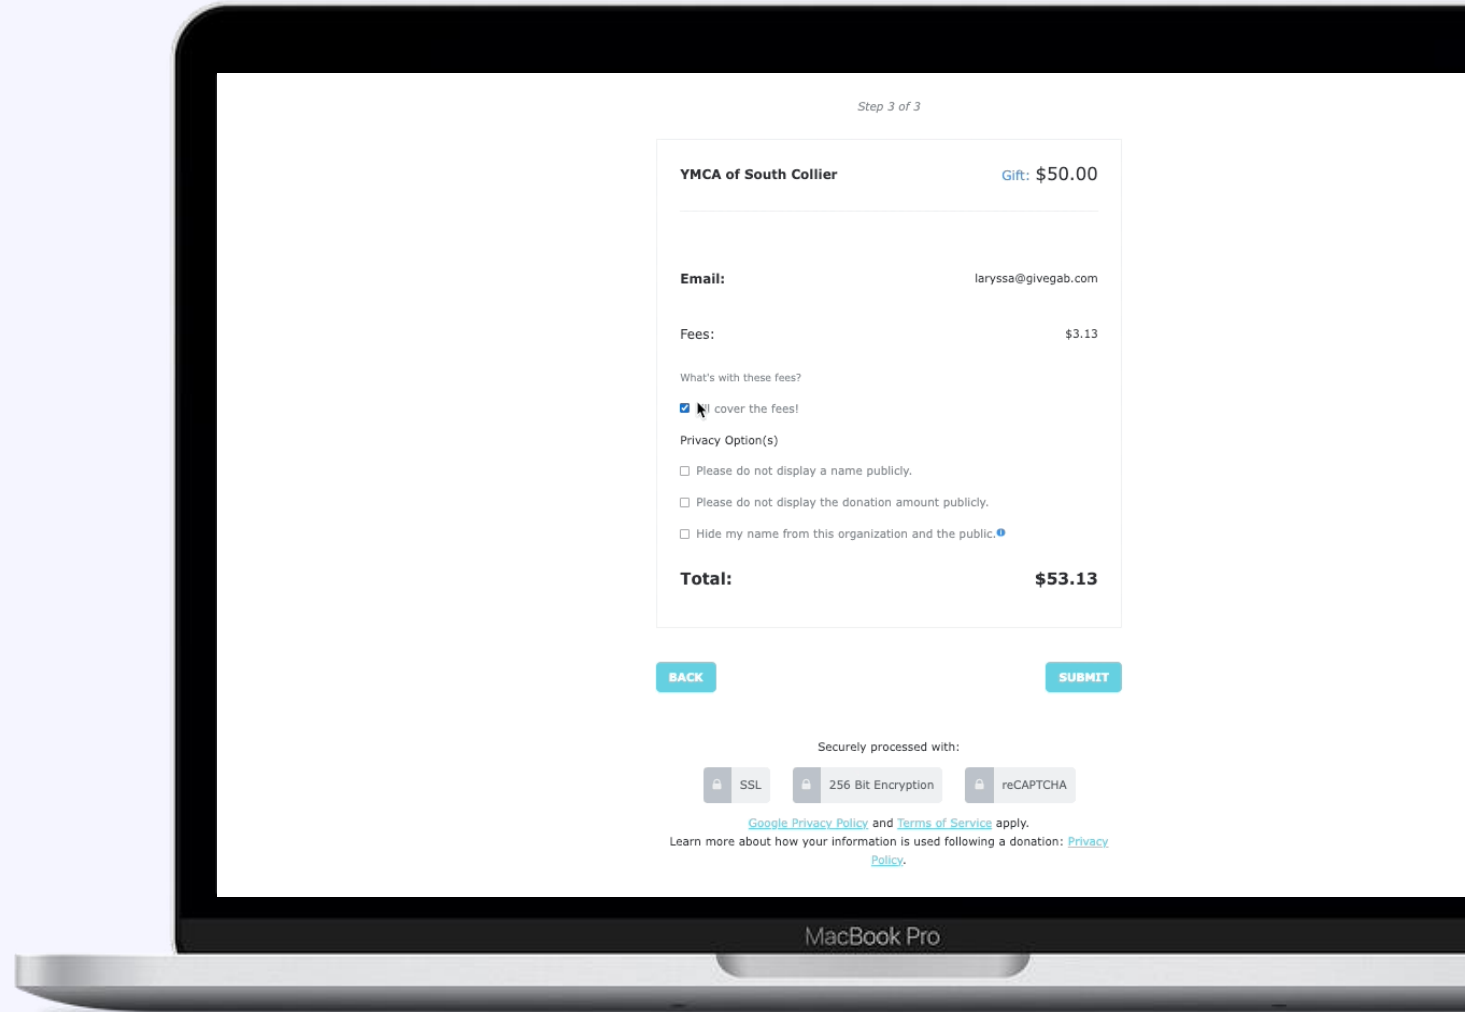 Step 3 of 3
YMCA of South Collier Gift: $50.00
Email: laryssa@givegab.com
Fees: $3.13
What's with these fees?
cover the fees!
Privacy Option(s)
Please do not display a name publicly.
Please do not display the donation amount publicly.
Hide my name from this organization and the public.
Total: $53.13
BACK SUBMIT
Securely processed with:
SSL 256 Bit Encryption reCAPTCHA
Google Privacy Policy and Terms of Service apply.
Learn more about how your information is used following a donation: Privacy
Policy.
MacBook Pro